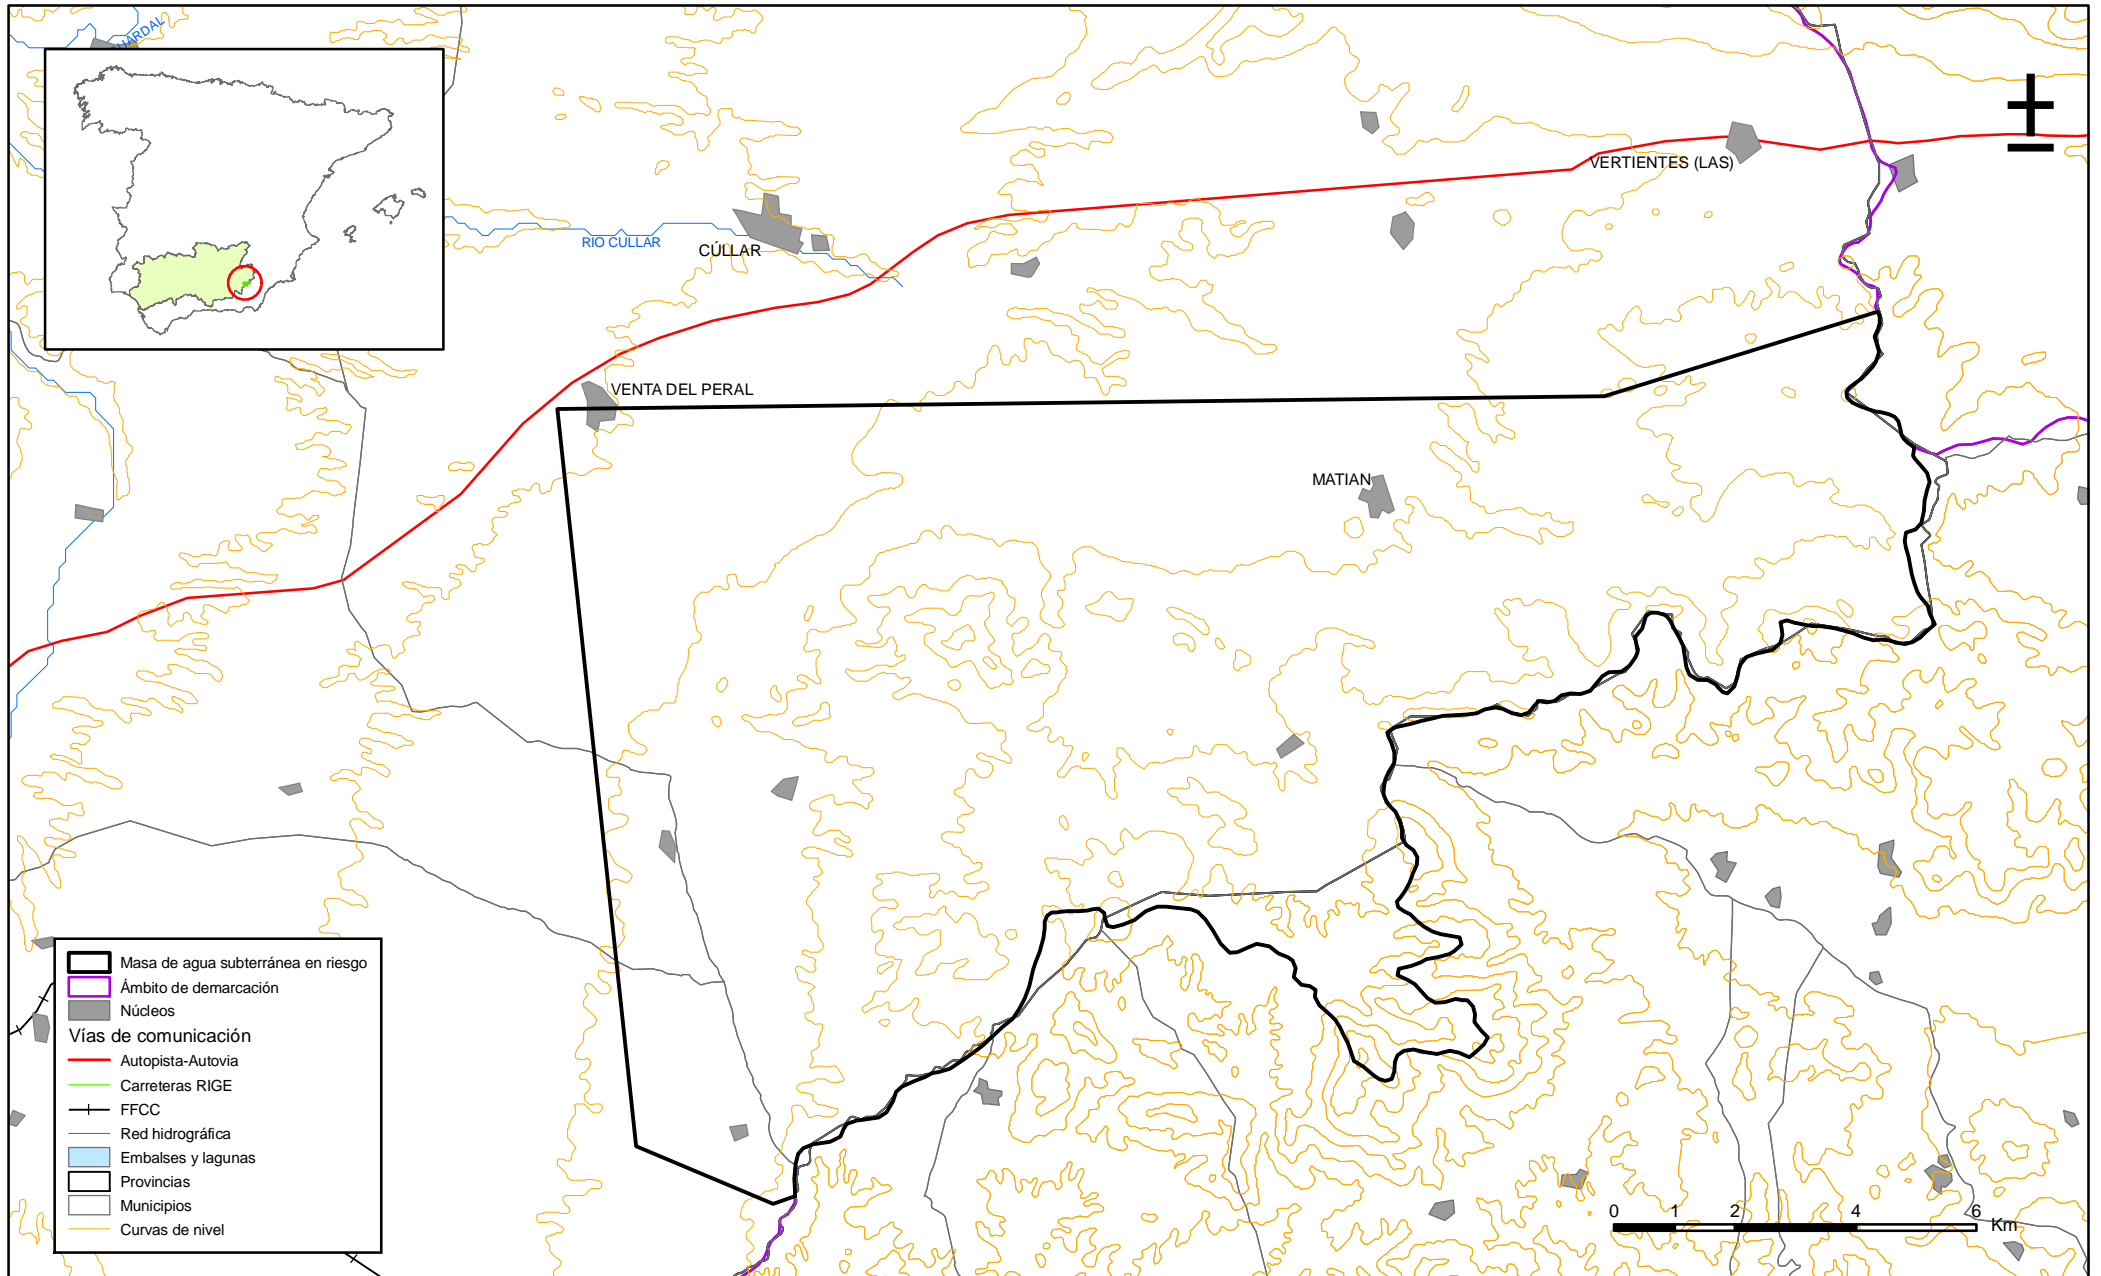 GUARDAL
RIO CULLAR
CÚLLAR
VERTIENTES (LAS)
VENTA DEL PERAL
MATIAN
Masa de agua subterránea en riesgo
Ámbito de demarcación
Núcleos
Vías de comunicación
Autopista-Autovia
Carreteras RIGE
FFCC
Red hidrográfica
Embalses y lagunas
Provincias
Municipios
Curvas de nivel
0 1 2 4 6 Km